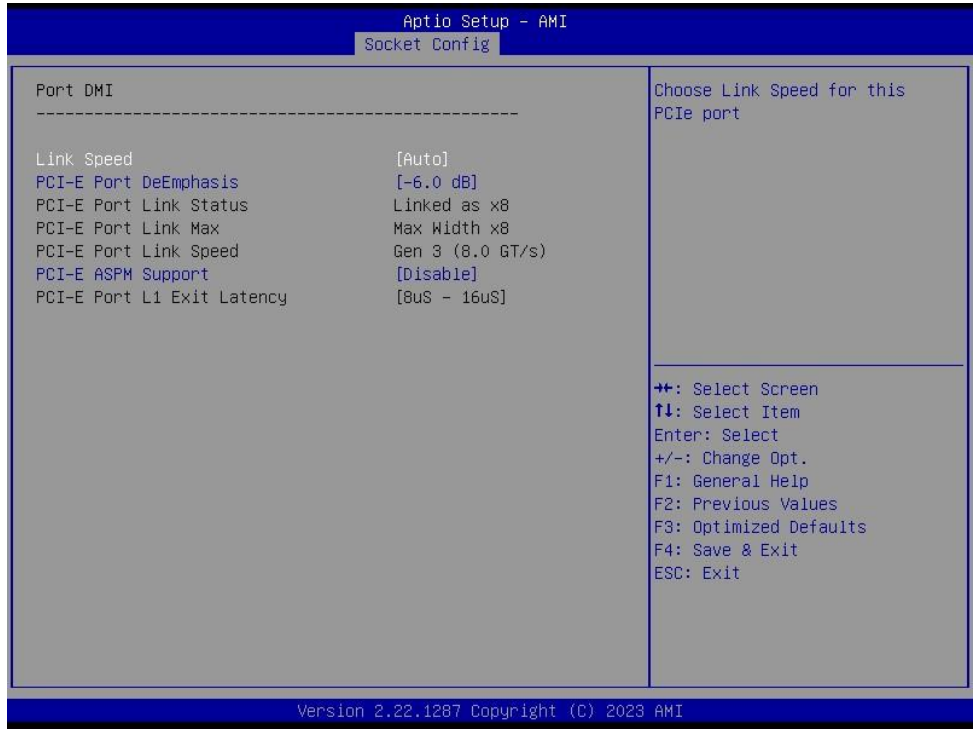 Aptio Setup - AMI
Socket Config
Port DMI
--------------------------------------------------
Link Speed [Auto]
PCI-E Port DeEmphasis [-6.0 dB]
PCI-E Port Link Status Linked as x8
PCI-E Port Link Max Max Width x8
PCI-E Port Link Speed Gen 3 (8.0 GT/s)
PCI-E ASPM Support [Disable]
PCI-E Port L1 Exit Latency [8uS - 16uS]
Choose Link Speed for this
PCIe port
→←: Select Screen
↑↓: Select Item
Enter: Select
+/-: Change Opt.
F1: General Help
F2: Previous Values
F3: Optimized Defaults
F4: Save & Exit
ESC: Exit
Version 2.22.1287 Copyright (C) 2023 AMI